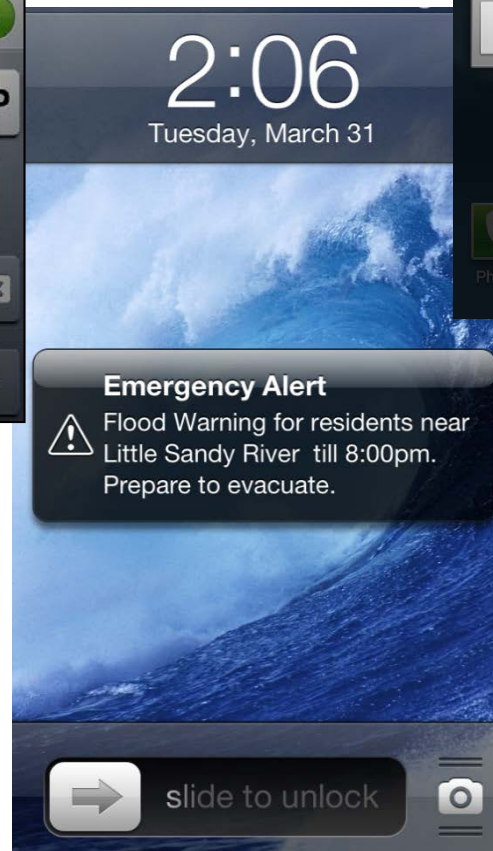 2:06
Tuesday, March 31
Emergency Alert
Flood Warning for residents near
Little Sandy River  till 8:00pm.
Prepare to evacuate.
slide to unlock